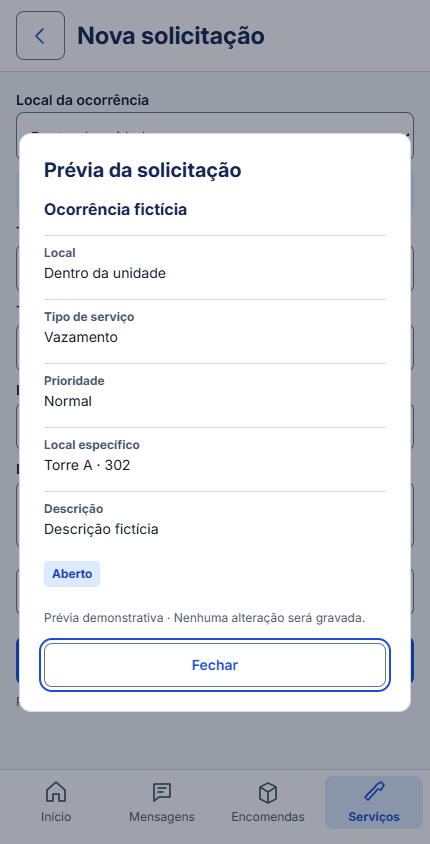 Nova solicitação
Local da ocorrência
Prévia da solicitação
Ocorrência fictícia
Local
Dentro da unidade
Tipo de serviço
Vazamento
Prioridade
Normal
Local específico
Torre A · 302
Descrição
Descrição fictícia
Aberto
Prévia demonstrativa · Nenhuma alteração será gravada.
Fechar
Início
Mensagens
Encomendas
Serviços